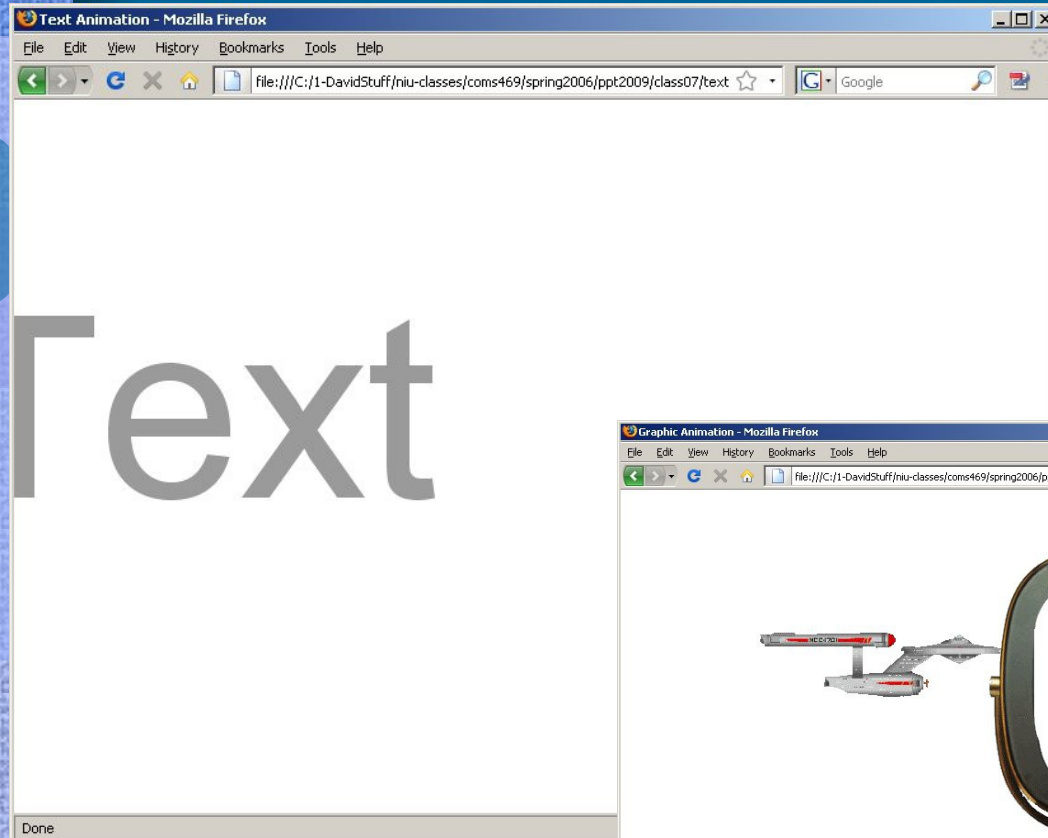 Text Animation - Mozilla Firefox
File Edit View History Bookmarks Tools Help
file:///C:/1-DavidStuff/niu-classes/coms469/spring2006/ppt2009/class07/text
G Google
Text
Done
Graphic Animation - Mozilla Firefox
File Edit View History Bookmarks Tools Help
file:///C:/1-DavidStuff/niu-classes/coms469/spring2006/p